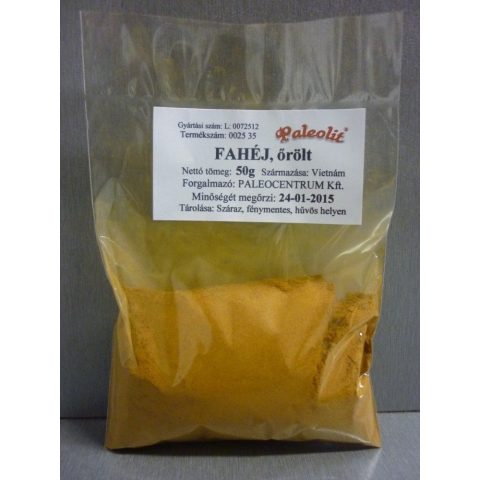 Gyártási szám: L: 0072512
Termékszám: 0025 35
Paleolit®
FAHÉJ, őrölt
Nettó tömeg: 50g Származása: Vietnám
Forgalmazó: PALEOCENTRUM Kft.
Minőségét megőrzi: 24-01-2015
Tárolása: Száraz, fénymentes, hűvös helyen